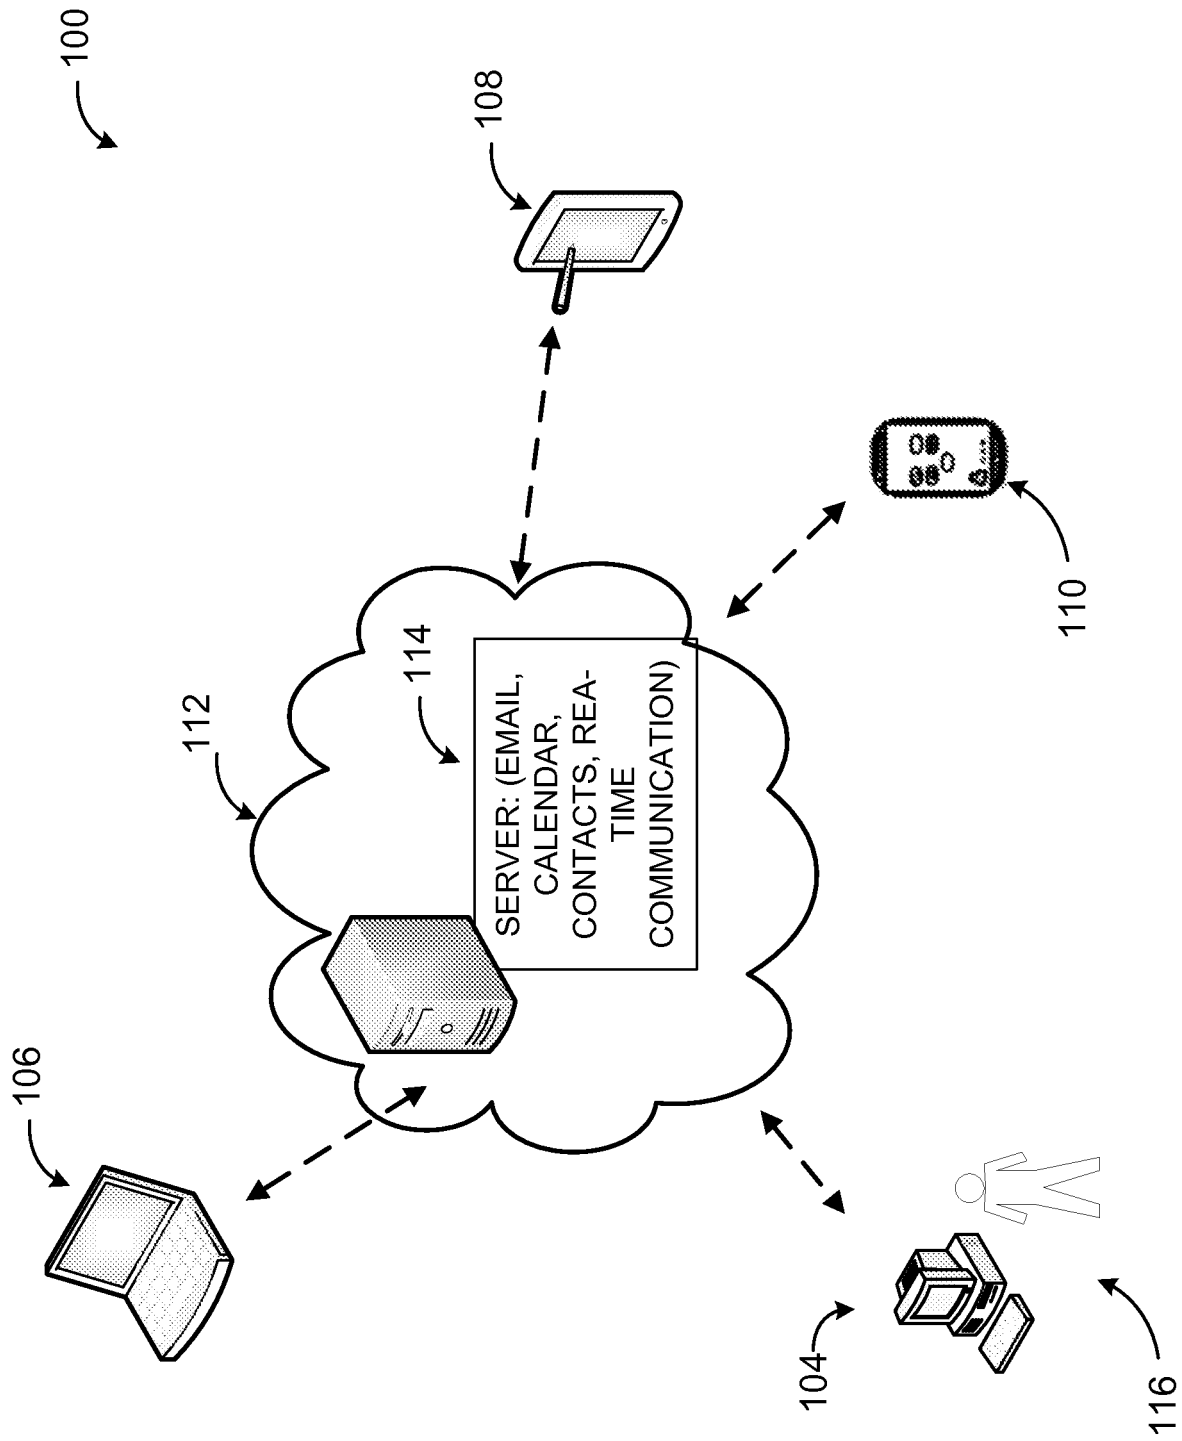 106
100
112
114
108
SERVER: (EMAIL,
CALENDAR,
CONTACTS, REA-
TIME
COMMUNICATION)
104
110
116